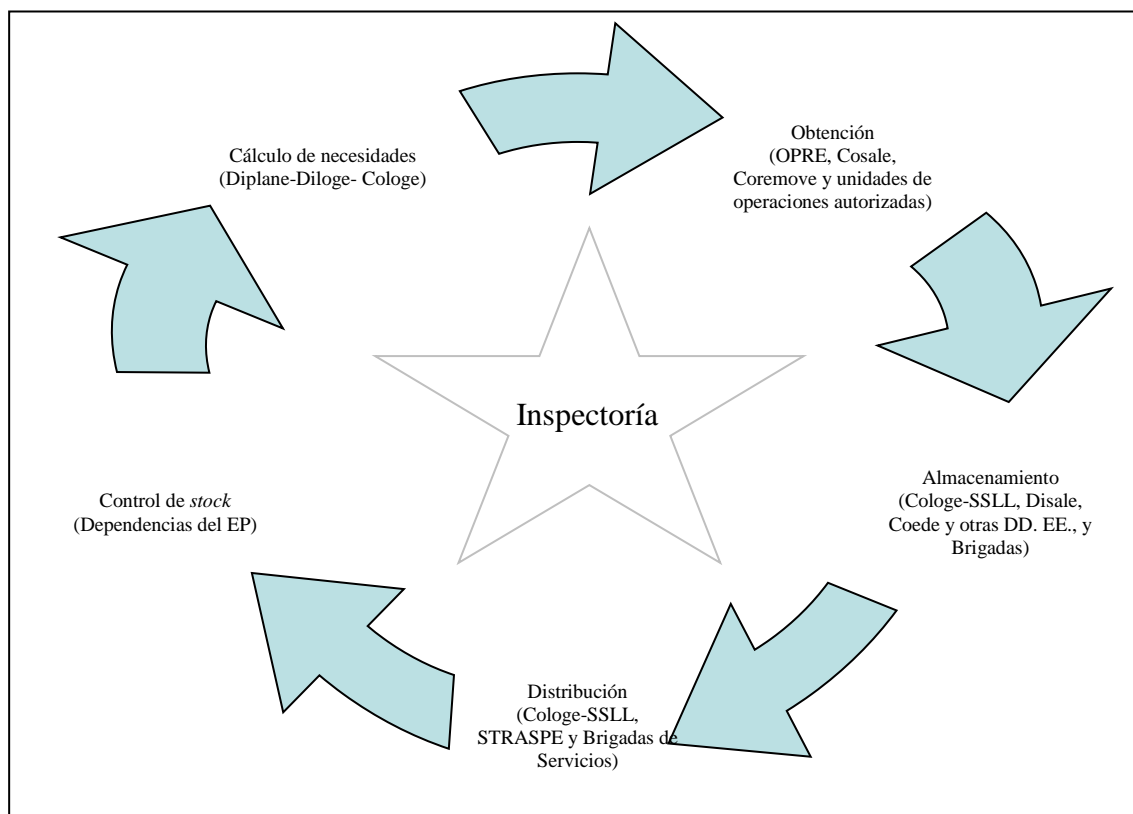 Cálculo de necesidades
(Diplane-Diloge- Cologe)
Obtención
(OPRE, Cosale,
Coremove y unidades de
operaciones autorizadas)
Inspectoría
Almacenamiento
(Cologe-SSLL, Disale,
Coede y otras DD. EE., y
Brigadas)
Distribución
(Cologe-SSLL,
STRASPE y Brigadas de
Servicios)
Control de stock
(Dependencias del EP)